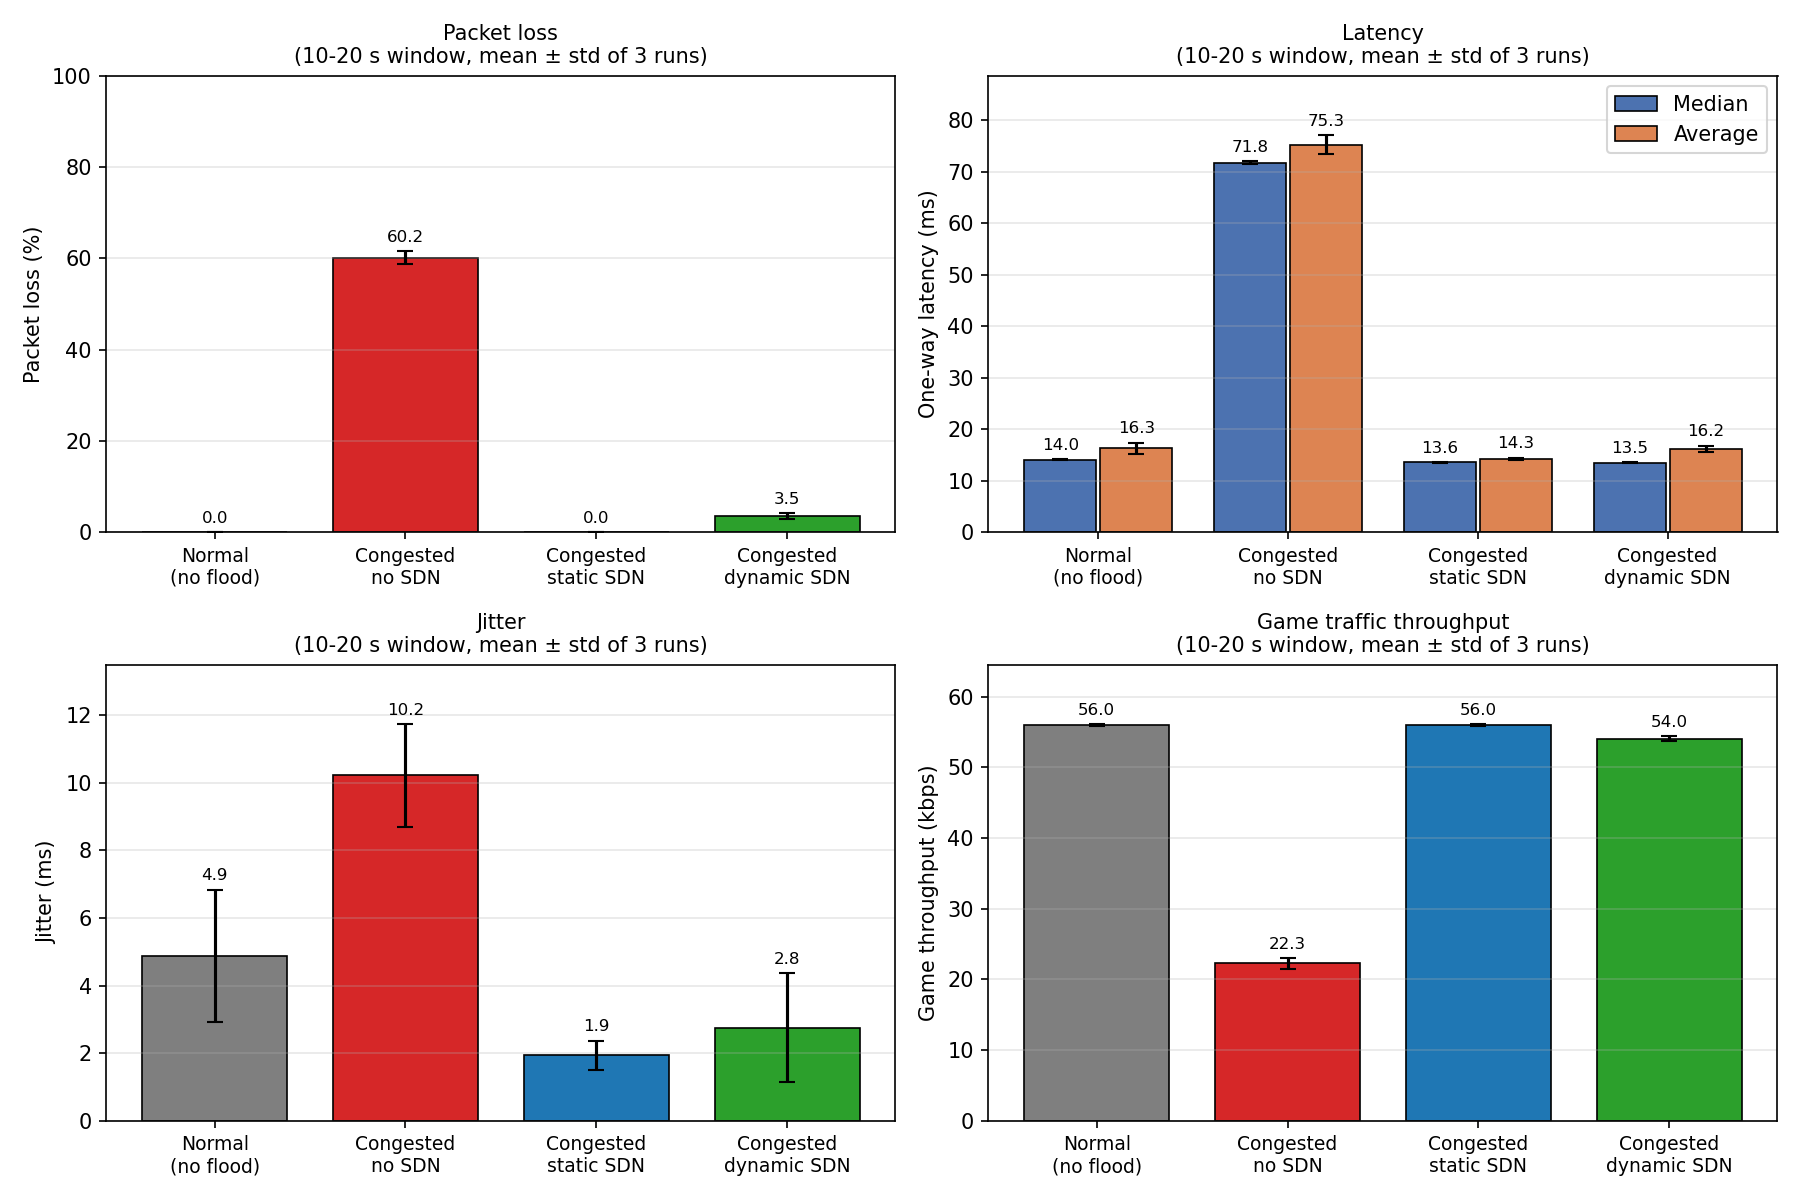 Packet loss
(10-20 s window, mean ± std of 3 runs)
Packet loss (%)
100
80
60
40
20
0
0.0
60.2
0.0
3.5
Normal
(no flood)
Congested
no SDN
Congested
static SDN
Congested
dynamic SDN
Latency
(10-20 s window, mean ± std of 3 runs)
One-way latency (ms)
80
70
60
50
40
30
20
10
0
Median
Average
14.0
16.3
71.8
75.3
13.6
14.3
13.5
16.2
Normal
(no flood)
Congested
no SDN
Congested
static SDN
Congested
dynamic SDN
Jitter
(10-20 s window, mean ± std of 3 runs)
Jitter (ms)
12
10
8
6
4
2
0
4.9
10.2
1.9
2.8
Normal
(no flood)
Congested
no SDN
Congested
static SDN
Congested
dynamic SDN
Game traffic throughput
(10-20 s window, mean ± std of 3 runs)
Game throughput (kbps)
60
50
40
30
20
10
0
56.0
22.3
56.0
54.0
Normal
(no flood)
Congested
no SDN
Congested
static SDN
Congested
dynamic SDN